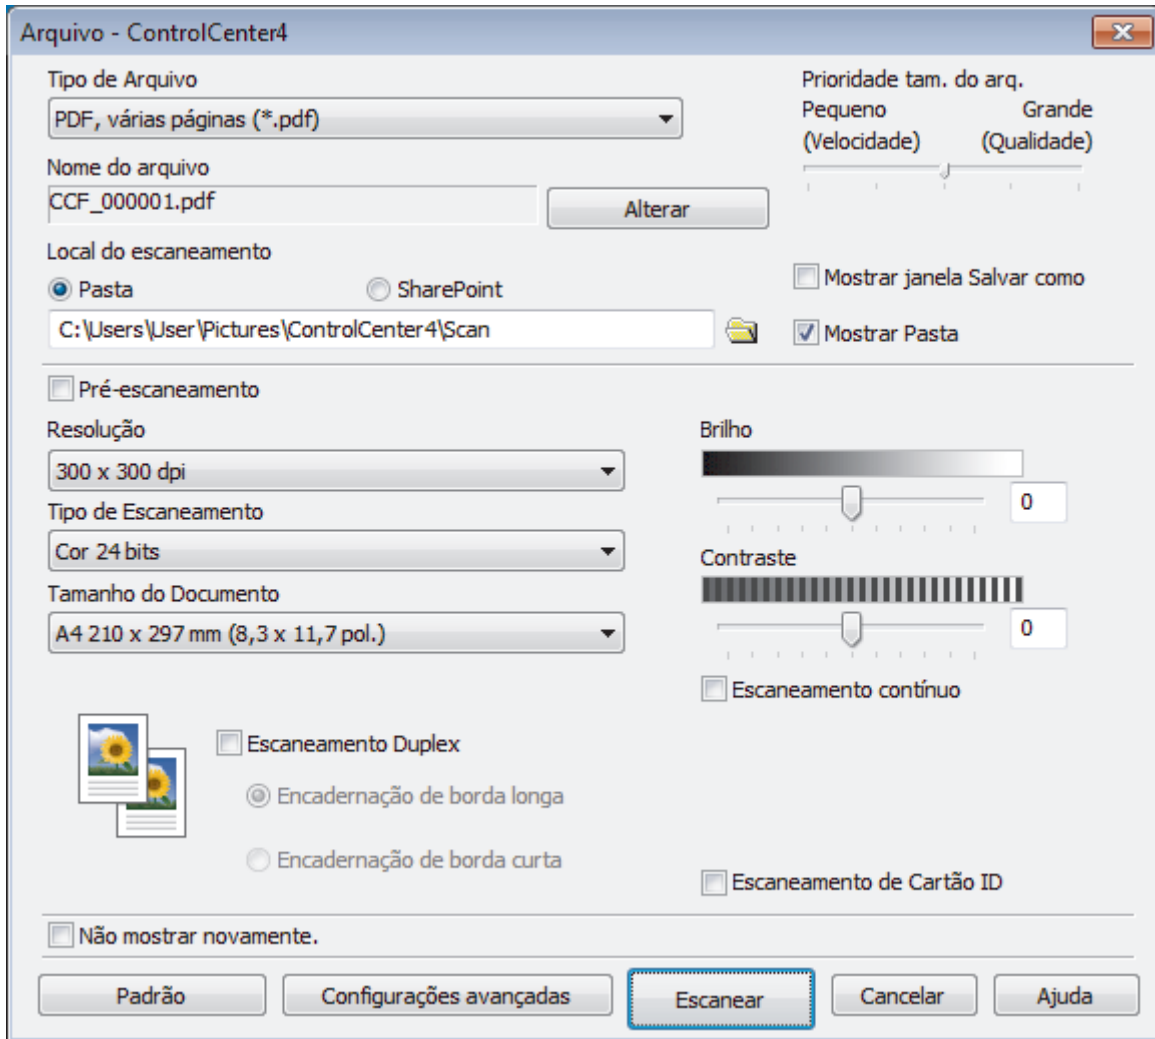 Arquivo - ControlCenter4
Tipo de Arquivo
PDF, várias páginas (*.pdf)
Prioridade tam. do arq.
Pequeno Grande
(Velocidade) (Qualidade)
Nome do arquivo
CCF_000001.pdf
Alterar
Local do escaneamento
Pasta SharePoint
C:\Users\User\Pictures\ControlCenter4\Scan
Mostrar janela Salvar como
Mostrar Pasta
Pré-escaneamento
Resolução
300 x 300 dpi
Tipo de Escaneamento
Cor 24 bits
Tamanho do Documento
A4 210 x 297 mm (8,3 x 11,7 pol.)
Brilho
0
Contraste
0
Escaneamento contínuo
Escaneamento Duplex
Encadernação de borda longa
Encadernação de borda curta
Escaneamento de Cartão ID
Não mostrar novamente.
Padrão Configurações avançadas Escanear Cancelar Ajuda